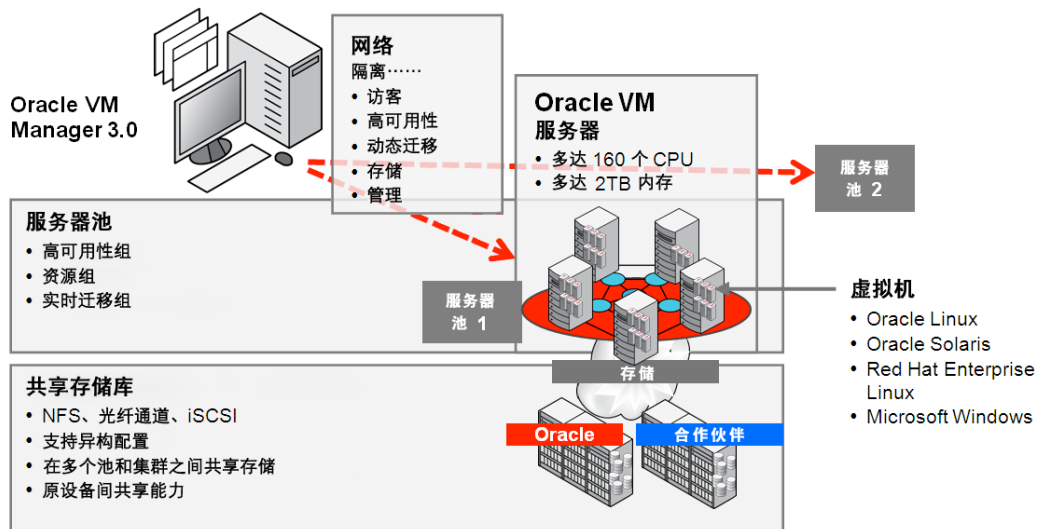 Oracle VM
Manager 3.0
网络
隔离……
• 访客
• 高可用性
• 动态迁移
• 存储
• 管理
Oracle VM
服务器
• 多达 160 个 CPU
• 多达 2TB 内存
服务器
池 2
服务器池
• 高可用性组
• 资源组
• 实时迁移组
服务器
池 1
虚拟机
• Oracle Linux
• Oracle Solaris
• Red Hat Enterprise
Linux
• Microsoft Windows
存储
共享存储库
• NFS、光纤通道、iSCSI
• 支持异构配置
• 在多个池和集群之间共享存储
• 原设备间共享能力
Oracle
合作伙伴